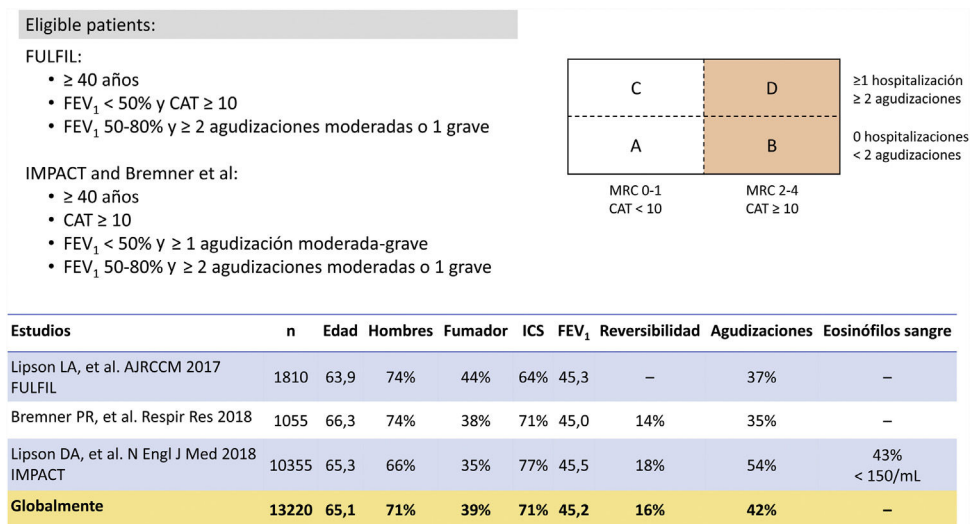 Eligible patients:
FULFIL:
• ≥ 40 años
• FEV₁ < 50% y CAT ≥ 10
• FEV₁ 50-80% y ≥ 2 agudizaciones moderadas o 1 grave
IMPACT and Bremner et al:
• ≥ 40 años
• CAT ≥ 10
• FEV₁ < 50% y ≥ 1 agudización moderada-grave
• FEV₁ 50-80% y ≥ 2 agudizaciones moderadas o 1 grave
C D
≥1 hospitalización
≥ 2 agudizaciones
A B
0 hospitalizaciones
< 2 agudizaciones
MRC 0-1 MRC 2-4
CAT < 10 CAT ≥ 10
Estudios n Edad Hombres Fumador ICS FEV₁ Reversibilidad Agudizaciones Eosinófilos sangre
Lipson LA, et al. AJRCCM 2017
FULFIL 1810 63,9 74% 44% 64% 45,3 – 37% –
Bremner PR, et al. Respir Res 2018 1055 66,3 74% 38% 71% 45,0 14% 35% –
Lipson DA, et al. N Engl J Med 2018
IMPACT 10355 65,3 66% 35% 77% 45,5 18% 54% 43%
< 150/mL
Globalmente 13220 65,1 71% 39% 71% 45,2 16% 42% –